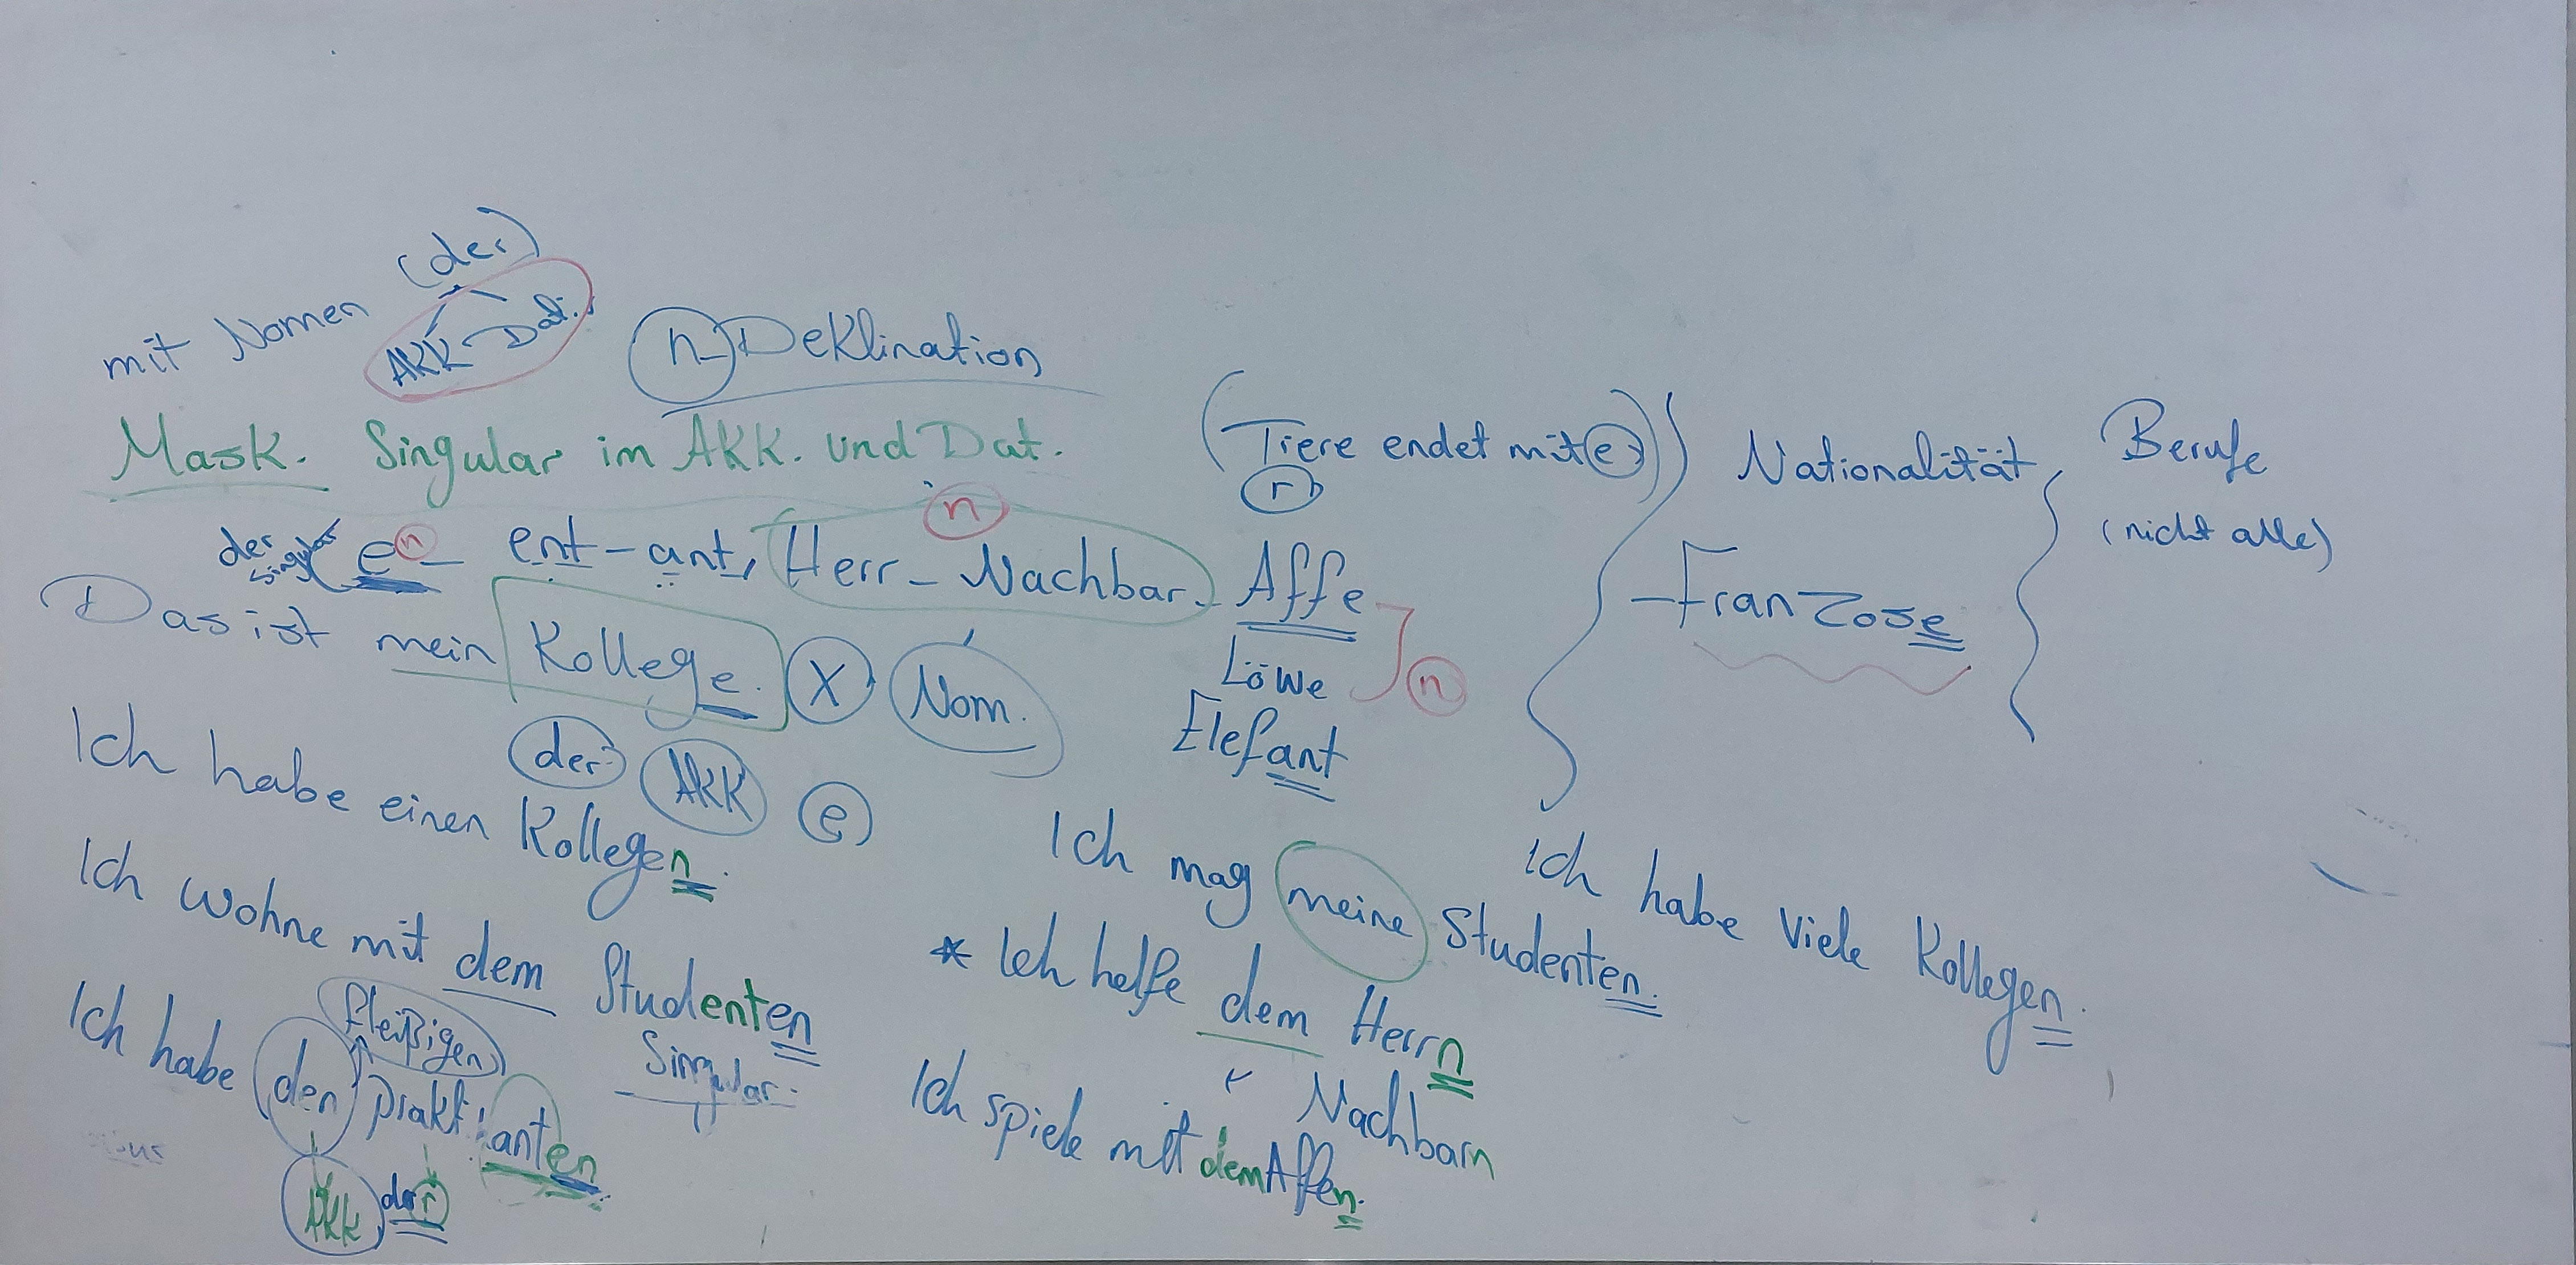 (der)
mit Nomen AKK - Dat.
n- Deklination
Mask. Singular im AKK. und Dat.
(Tiere endet mit e)
r
Nationalität
Berufe
(nicht alle)
n
der Singular en - ent - ant, Herr - Nachbar. - Affe
Löwe
Elefant
n
- Franzose
Das ist mein Kollege. X Nom.
der AKK e
Ich habe einen Kollegen.
Ich wohne mit dem Studenten
Singular.
fleißigen
Ich habe den praktikanten
AKK der
Ich mag meine Studenten.
* Ich helfe dem Herrn
Nachbarn
Ich spiele mit dem Affen.
Ich habe viele Kollegen.